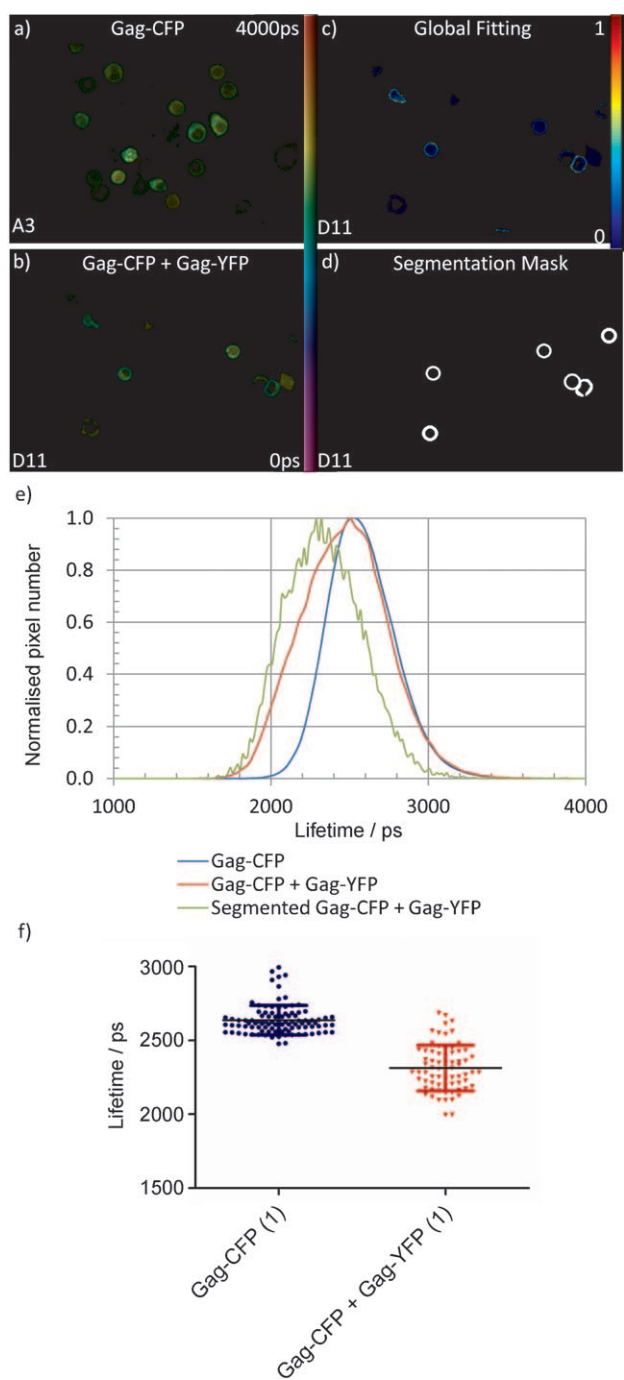 a) Gag-CFP 4000ps
A3
c) Global Fitting 1
D11 0
b) Gag-CFP + Gag-YFP
D11 0ps
d) Segmentation Mask
D11
e)
Normalised pixel number
1.0
0.8
0.6
0.4
0.2
0.0
1000 2000 3000 4000
Lifetime / ps
Gag-CFP
Gag-CFP + Gag-YFP
Segmented Gag-CFP + Gag-YFP
f)
Lifetime / ps
3000
2500
2000
1500
Gag-CFP (1)
Gag-CFP + Gag-YFP (1)